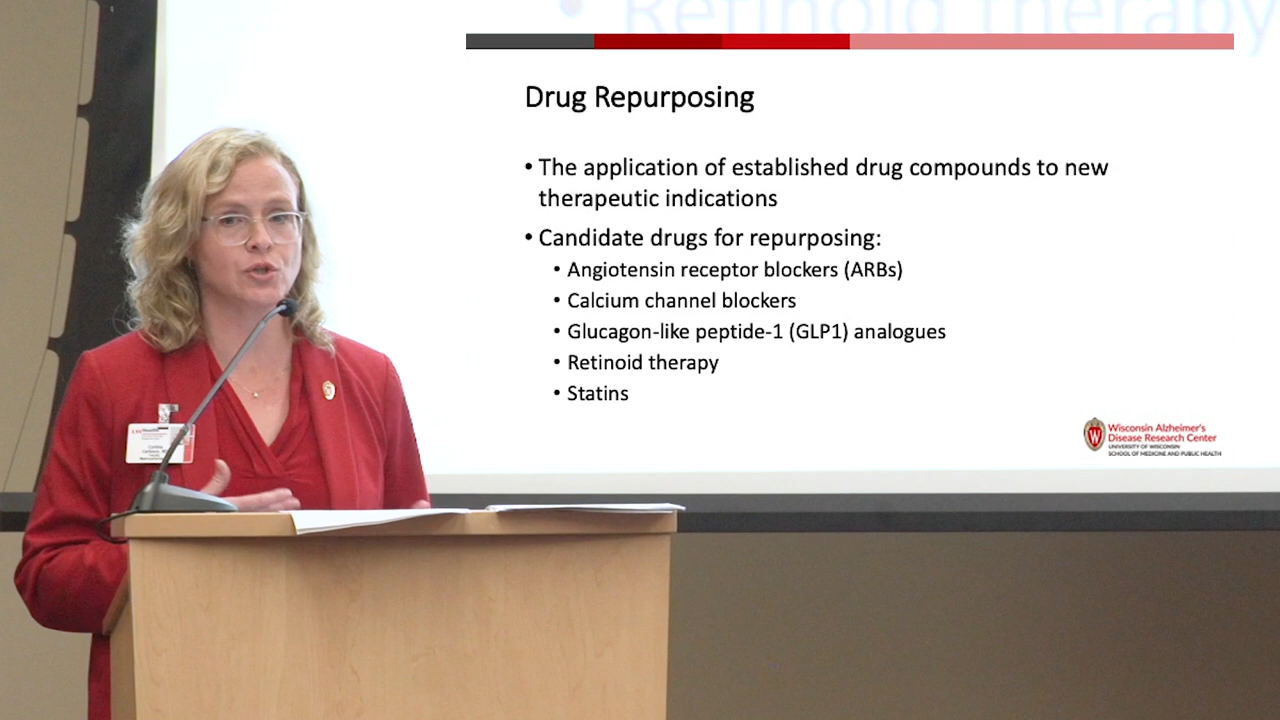 Retinoid therapy
Drug Repurposing
• The application of established drug compounds to new
therapeutic indications
• Candidate drugs for repurposing:
• Angiotensin receptor blockers (ARBs)
• Calcium channel blockers
• Glucagon-like peptide-1 (GLP1) analogues
• Retinoid therapy
• Statins
W
Wisconsin Alzheimer's
Disease Research Center
UNIVERSITY OF WISCONSIN
SCHOOL OF MEDICINE AND PUBLIC HEALTH